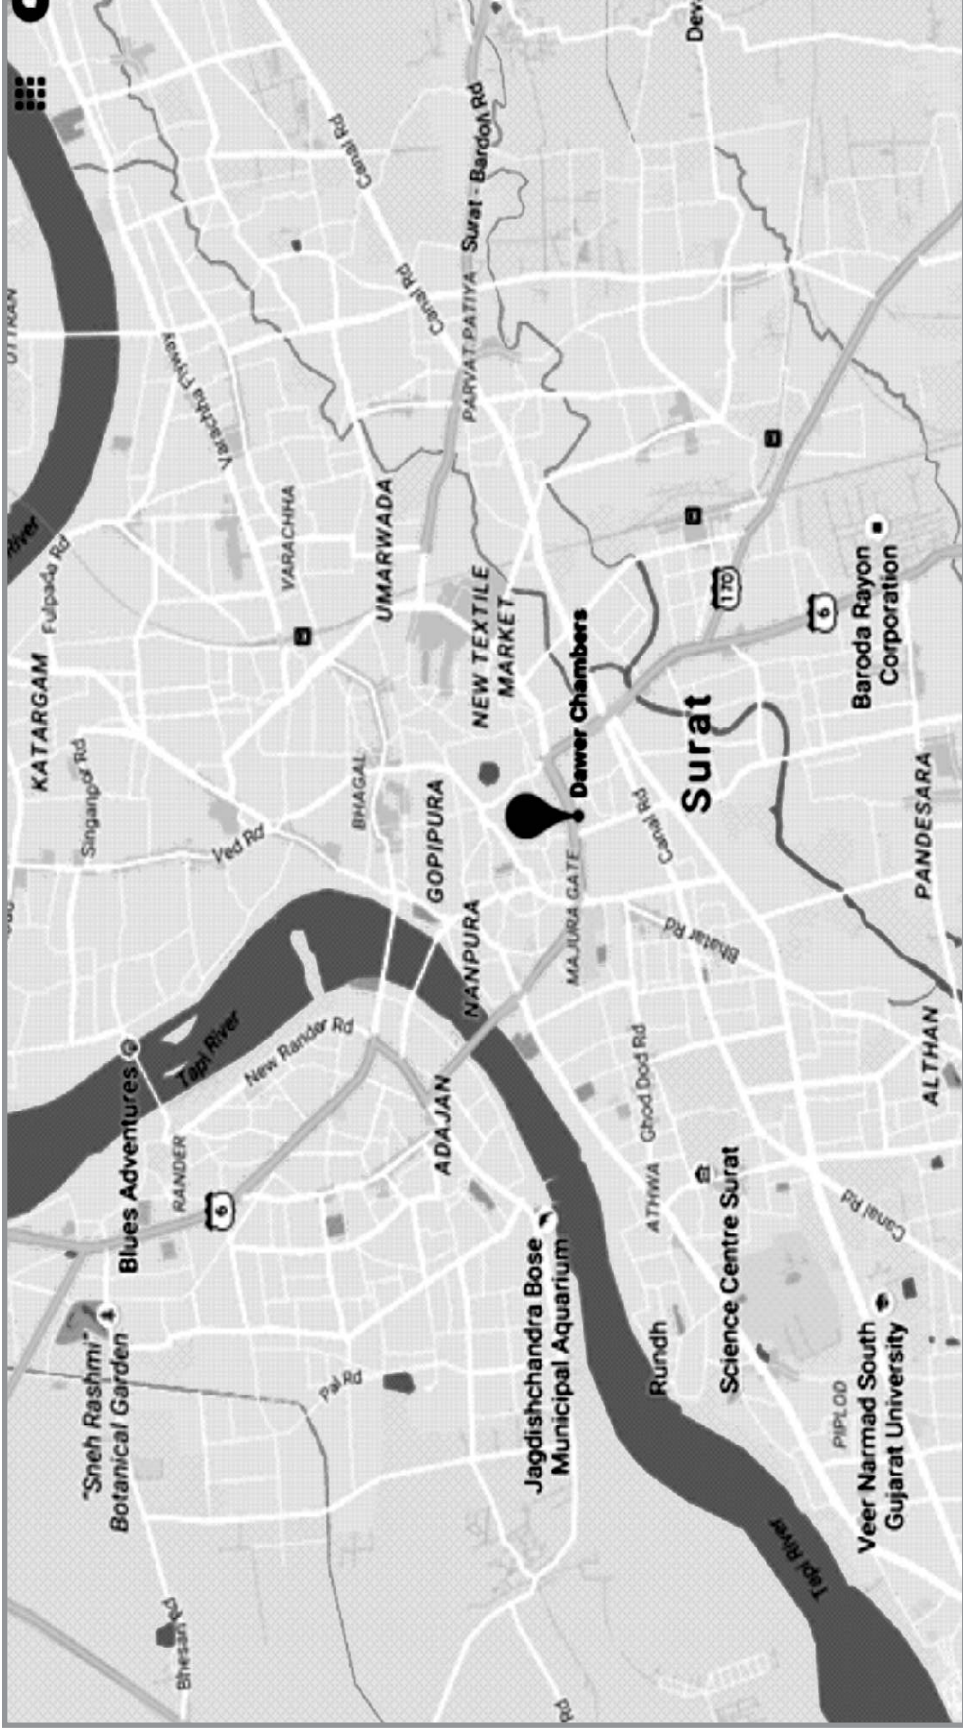 River
KATARGAM
Fulpada Rd
Singanpor Rd
"Sneh Rashmi"
Botanical Garden
Blues Adventures
Bhesan Rd
RANDER
Tapi River
Varachha Flyway
6
Ved Rd
New Rander Rd
VARACHHA
Pal Rd
BHAGAL
Canal Rd
UMARWADA
Canal Rd
GOPIPURA
ADAJAN
NANPURA
PARVAT PATIYA
Surat - Bardoli Rd
NEW TEXTILE
MARKET
Jagdishchandra Bose
Municipal Aquarium
Rd
MAJURA GATE
Dawer Chambers
Ghod Dod Rd
ATHWA
Canal Rd
Rundh
Bhatar Rd
Surat
Dev
170
Science Centre Surat
Tapi River
6
PIPLOD
Canal Rd
Veer Narmad South
Gujarat University
Baroda Rayon
Corporation
PANDESARA
ALTHAN